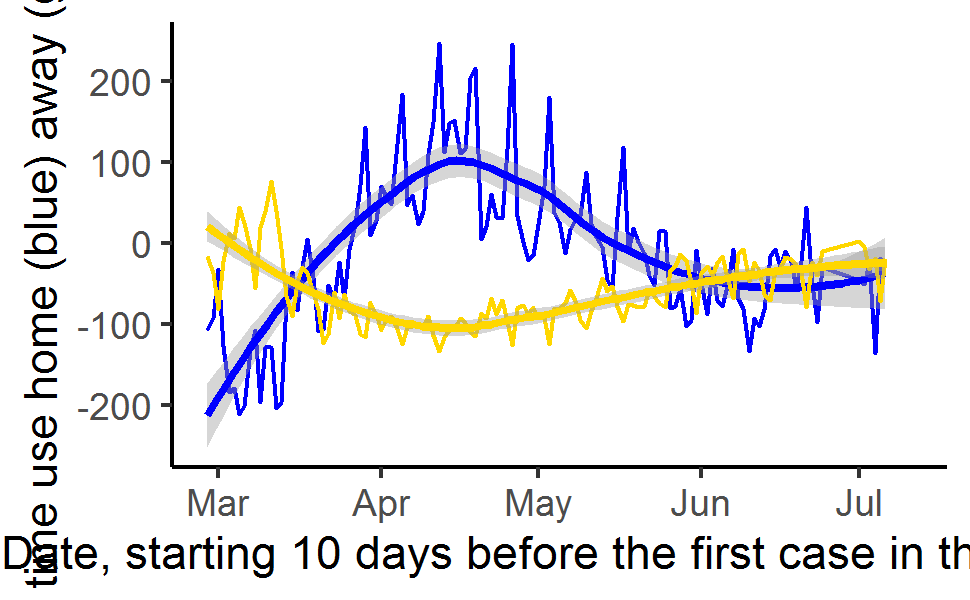 time use home (blue) away (
200
100
0
-100
-200
Mar Apr May Jun Jul
Date, starting 10 days before the first case in th